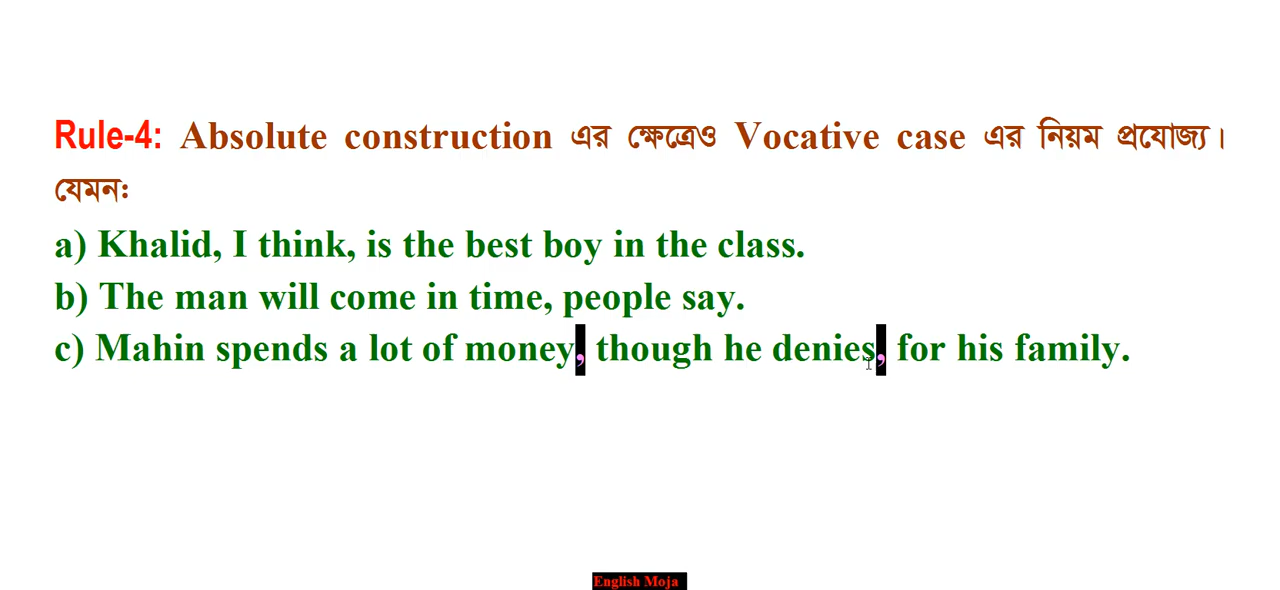 Rule-4: Absolute construction এর ক্ষেত্রেও Vocative case এর নিয়ম প্রযোজ্য।
যেমনঃ
a) Khalid, I think, is the best boy in the class.
b) The man will come in time, people say.
c) Mahin spends a lot of money, though he denies, for his family.
English Moja